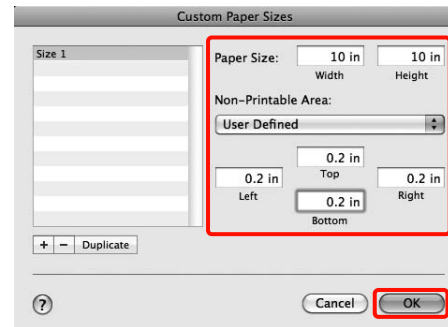 Custom Paper Sizes
Size 1
Paper Size: 10 in 10 in
Width Height
Non-Printable Area:
User Defined
0.2 in
Top
0.2 in 0.2 in
Left Right
0.2 in
Bottom
+ − Duplicate
? Cancel OK